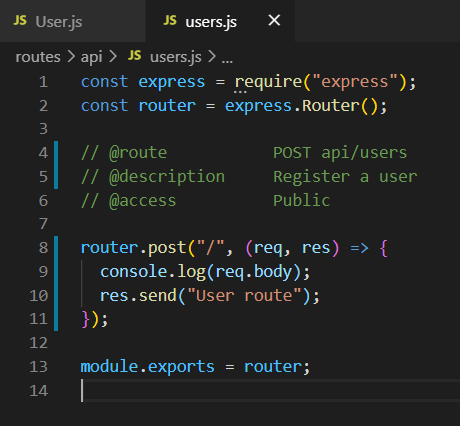 JS User.js JS users.js ×
routes > api > JS users.js > ...
1 const express = require("express");
2 const router = express.Router();
3
4 // @route          POST api/users
5 // @description    Register a user
6 // @access         Public
7
8 router.post("/", (req, res) => {
9   console.log(req.body);
10   res.send("User route");
11 });
12
13 module.exports = router;
14